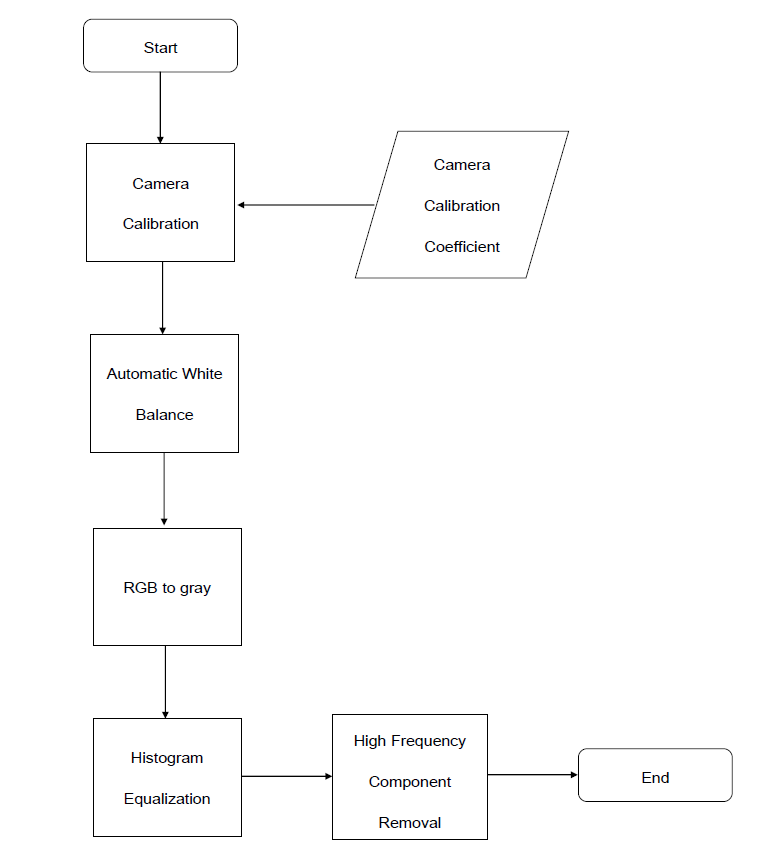 Start
Camera
Calibration
Camera
Calibration
Coefficient
Automatic White
Balance
RGB to gray
Histogram
Equalization
High Frequency
Component
Removal
End